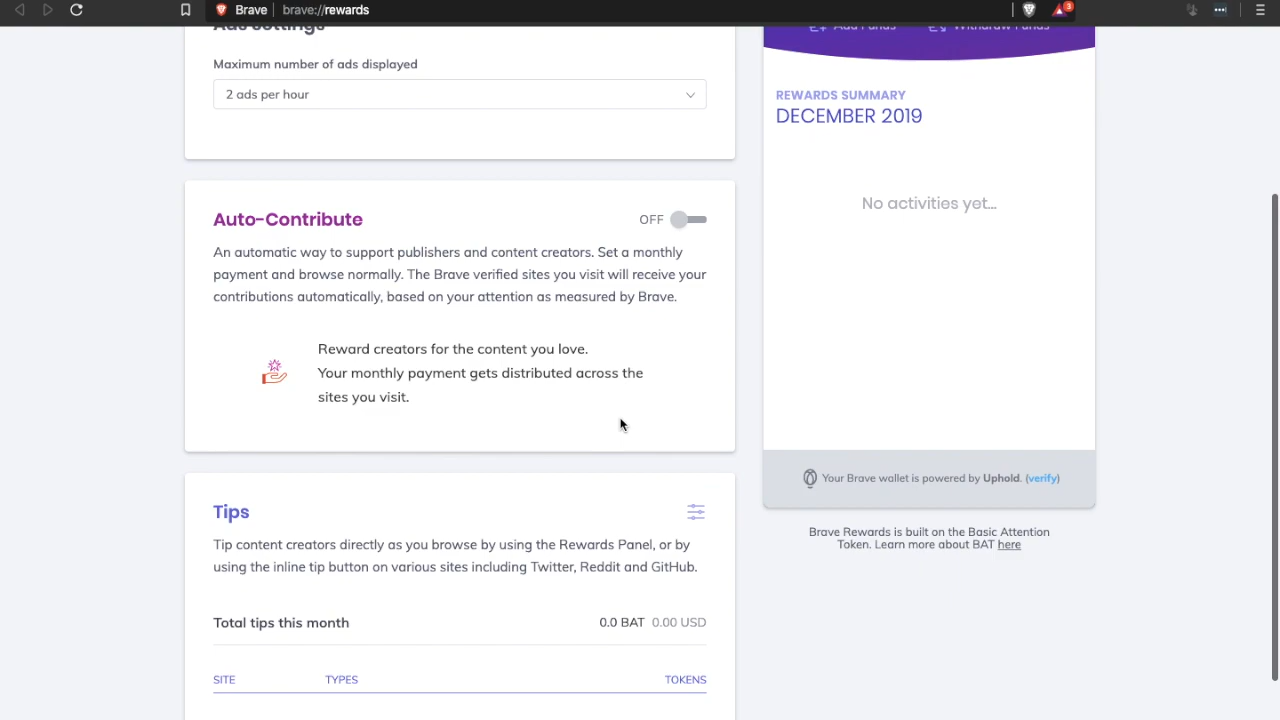 Brave
brave://rewards
3
Ads settings
Maximum number of ads displayed
2 ads per hour
Auto-Contribute
OFF
An automatic way to support publishers and content creators. Set a monthly
payment and browse normally. The Brave verified sites you visit will receive your
contributions automatically, based on your attention as measured by Brave.
Reward creators for the content you love.
Your monthly payment gets distributed across the
sites you visit.
Tips
Tip content creators directly as you browse by using the Rewards Panel, or by
using the inline tip button on various sites including Twitter, Reddit and GitHub.
Total tips this month
0.0 BAT 0.00 USD
SITE TYPES TOKENS
Add Funds Withdraw Funds
REWARDS SUMMARY
DECEMBER 2019
No activities yet...
Your Brave wallet is powered by Uphold. (verify)
Brave Rewards is built on the Basic Attention
Token. Learn more about BAT here